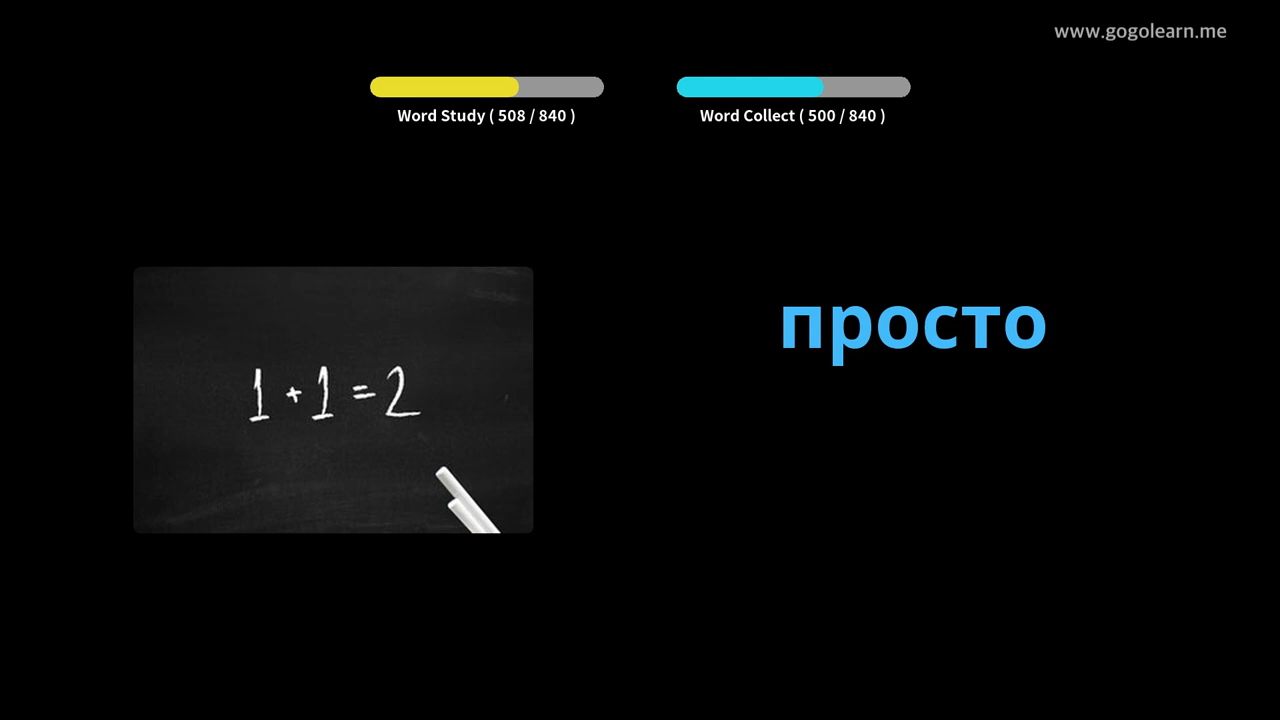 www.gogolearn.me
Word Study ( 508 / 840 )
Word Collect ( 500 / 840 )
просто
1 + 1 = 2